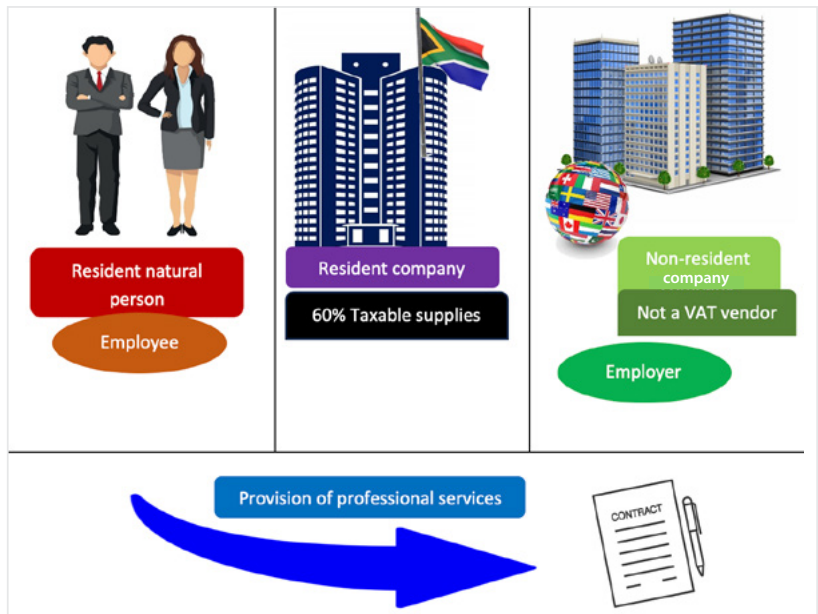 Resident natural
person
Employee
Resident company
60% Taxable supplies
Non-resident
company
Not a VAT vendor
Employer
Provision of professional services
CONTRACT